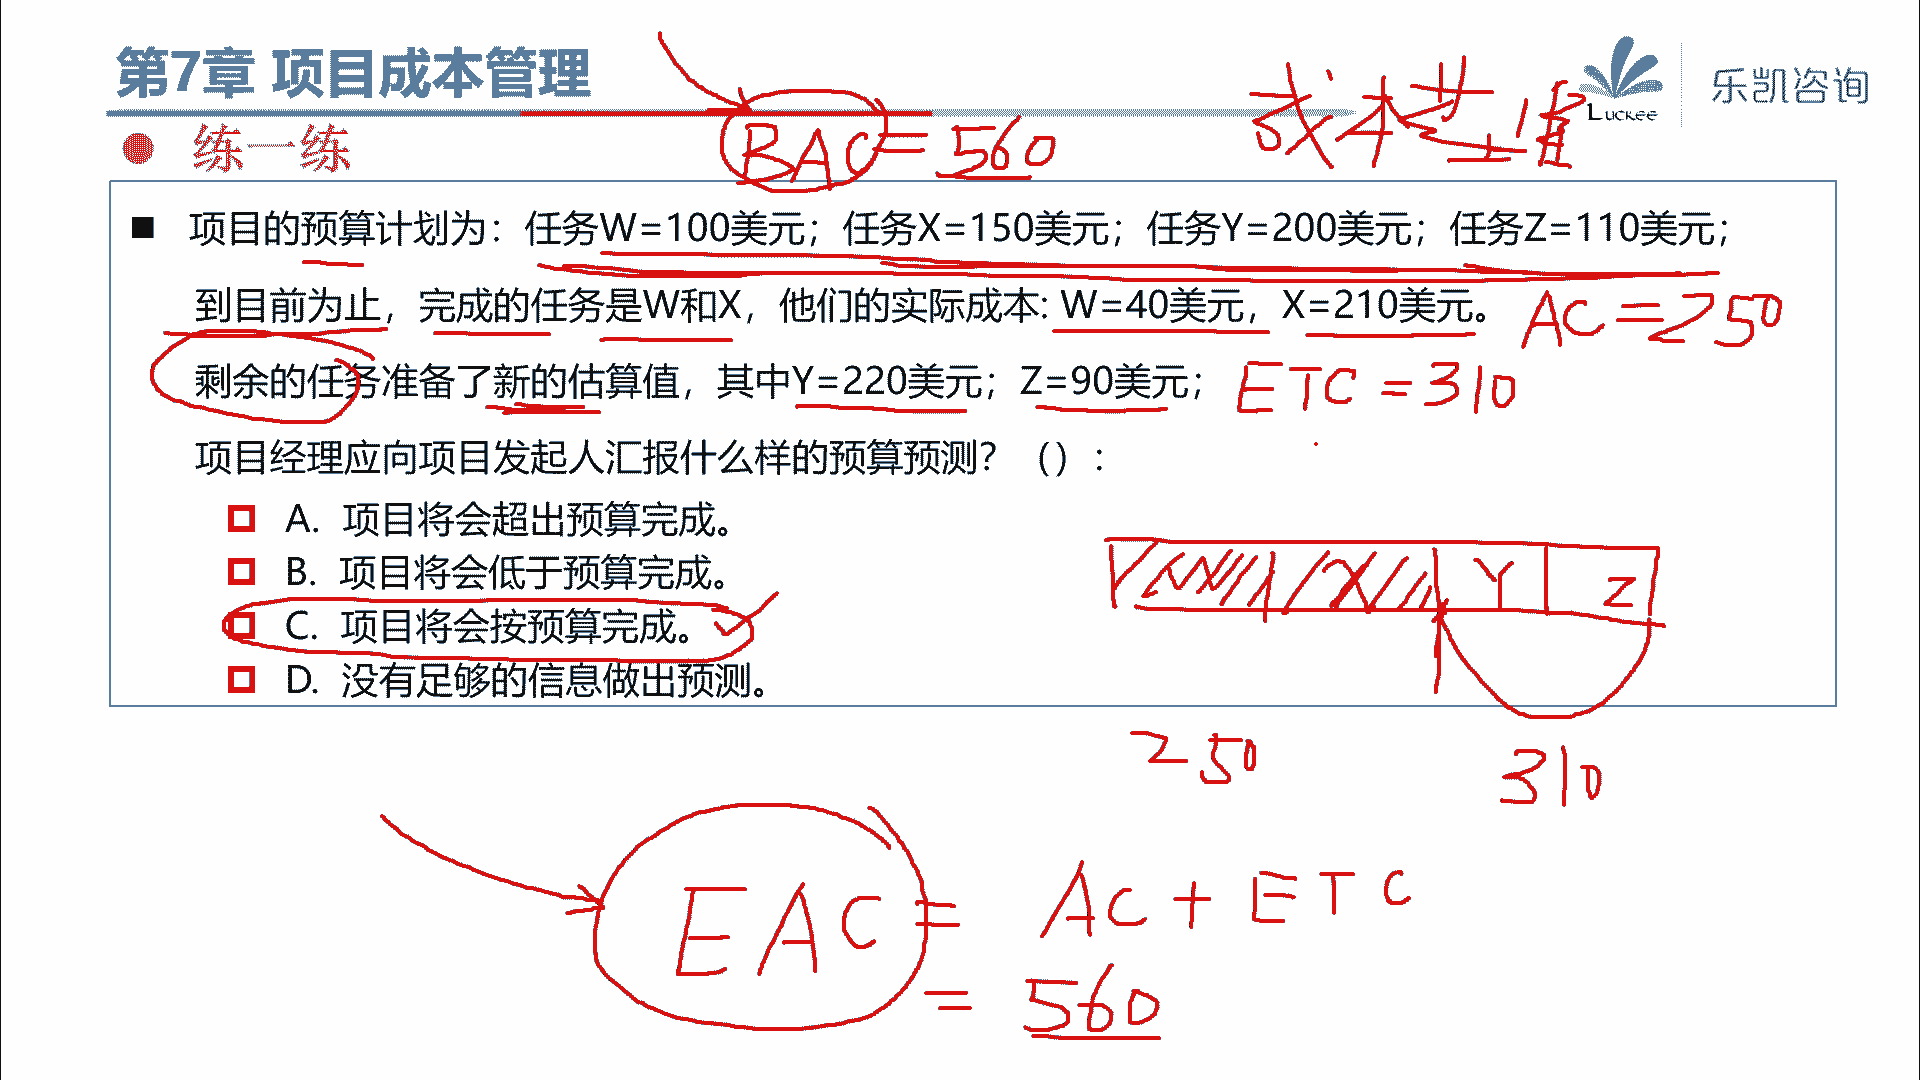 第7章 项目成本管理
成本基准
LUCKEE
乐凯咨询
练一练
BAC = 560
项目的预算计划为：任务W=100美元；任务X=150美元；任务Y=200美元；任务Z=110美元；
到目前为止，完成的任务是W和X，他们的实际成本: W=40美元，X=210美元。
AC = 250
剩余的任务准备了新的估算值，其中Y=220美元；Z=90美元；
ETC = 310
项目经理应向项目发起人汇报什么样的预算预测？（）：
A. 项目将会超出预算完成。
B. 项目将会低于预算完成。
C. 项目将会按预算完成。
D. 没有足够的信息做出预测。
Y Z
250 310
EAC = AC + ETC
= 560